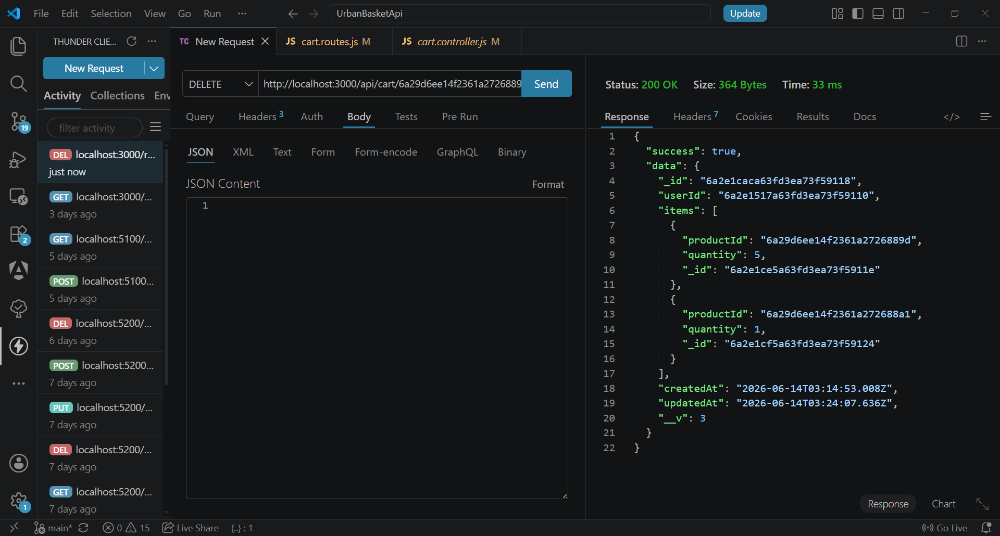 File Edit Selection View Go Run ··· UrbanBasketApi Update
THUNDER CLIE... ···
New Request
Activity Collections Env
filter activity
DEL localhost:3000/r...
just now
GET localhost:3000/...
3 days ago
GET localhost:5100/...
5 days ago
POST localhost:5100...
5 days ago
DEL localhost:5200/...
6 days ago
POST localhost:5200...
7 days ago
PUT localhost:5200/...
7 days ago
DEL localhost:5200/...
7 days ago
GET localhost:5200/...
7 days ago
19
2
1
TC New Request JS cart.routes.js M JS cart.controller.js M
DELETE http://localhost:3000/api/cart/6a29d6ee14f2361a2726889 Send
Query Headers 3 Auth Body Tests Pre Run
JSON XML Text Form Form-encode GraphQL Binary
JSON Content Format
1
Status: 200 OK Size: 364 Bytes Time: 33 ms
Response Headers 7 Cookies Results Docs </>
1 {
2 "success": true,
3 "data": {
4 "_id": "6a2e1caca63fd3ea73f59118",
5 "userId": "6a2e1517a63fd3ea73f59110",
6 "items": [
7 {
8 "productId": "6a29d6ee14f2361a2726889d",
9 "quantity": 5,
10 "_id": "6a2e1ce5a63fd3ea73f5911e"
11 },
12 {
13 "productId": "6a29d6ee14f2361a272688a1",
14 "quantity": 1,
15 "_id": "6a2e1cf5a63fd3ea73f59124"
16 }
17 ],
18 "createdAt": "2026-06-14T03:14:53.008Z",
19 "updatedAt": "2026-06-14T03:24:07.636Z",
20 "__v": 3
21 }
22 }
Response Chart
main* 0 15 Live Share {..} : 1 Go Live